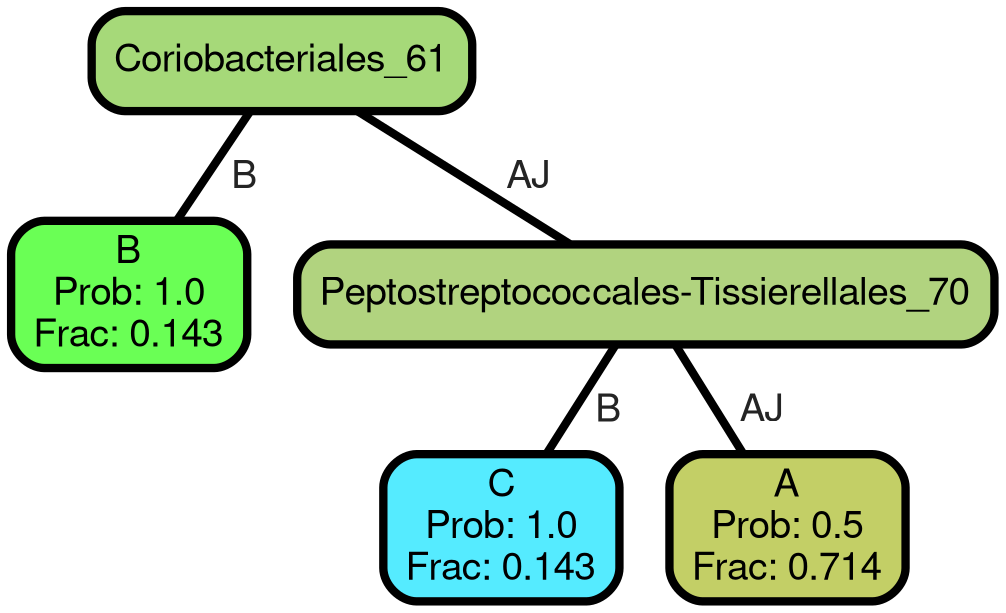 Coriobacteriales_61
B
AJ
B
Prob: 1.0
Frac: 0.143
Peptostreptococcales-Tissierellales_70
B
AJ
C
Prob: 1.0
Frac: 0.143
A
Prob: 0.5
Frac: 0.714